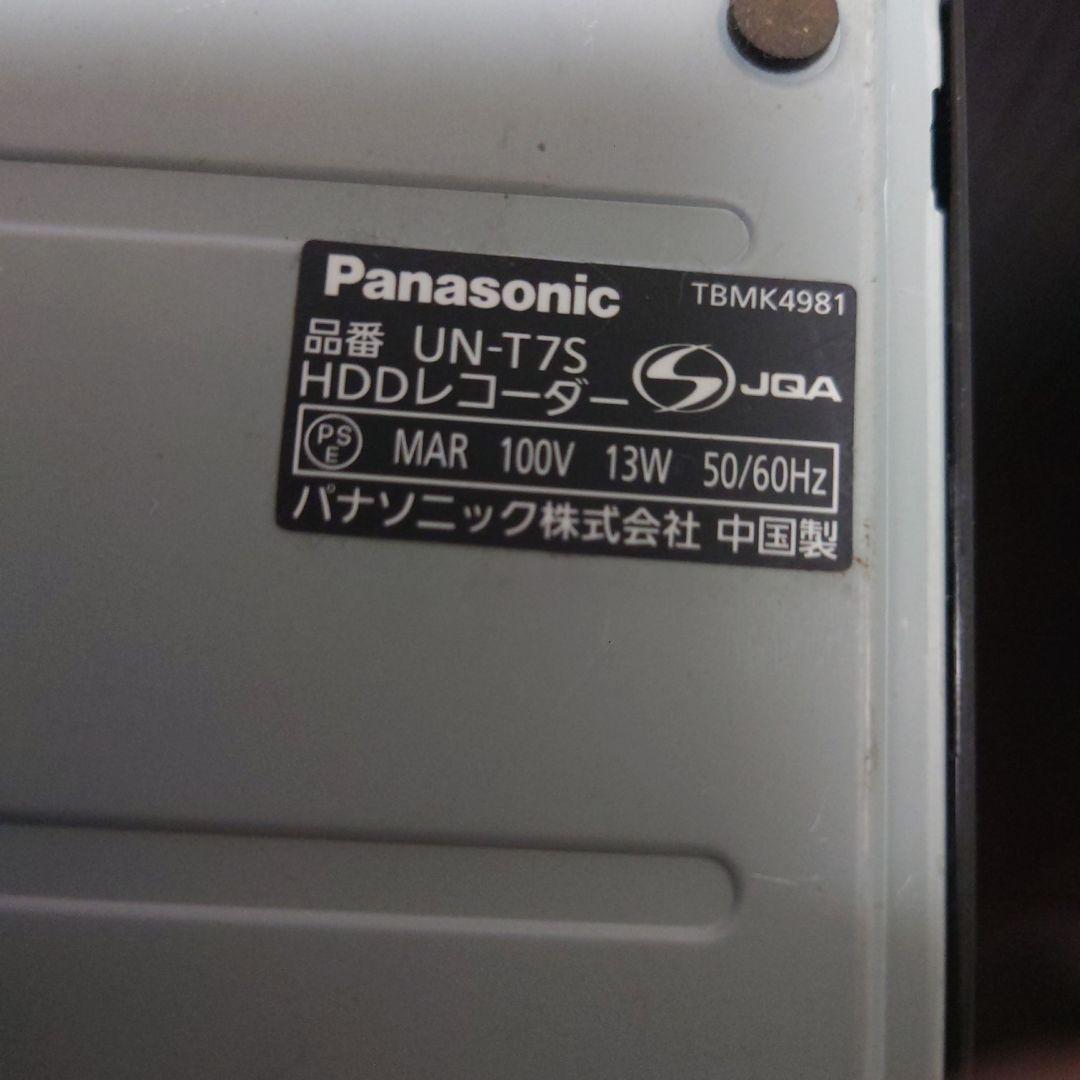 Panasonic TBMK4981
品番 UN-T7S
HDDレコーダー JQA
PSE MAR 100V 13W 50/60Hz
パナソニック株式会社 中国製